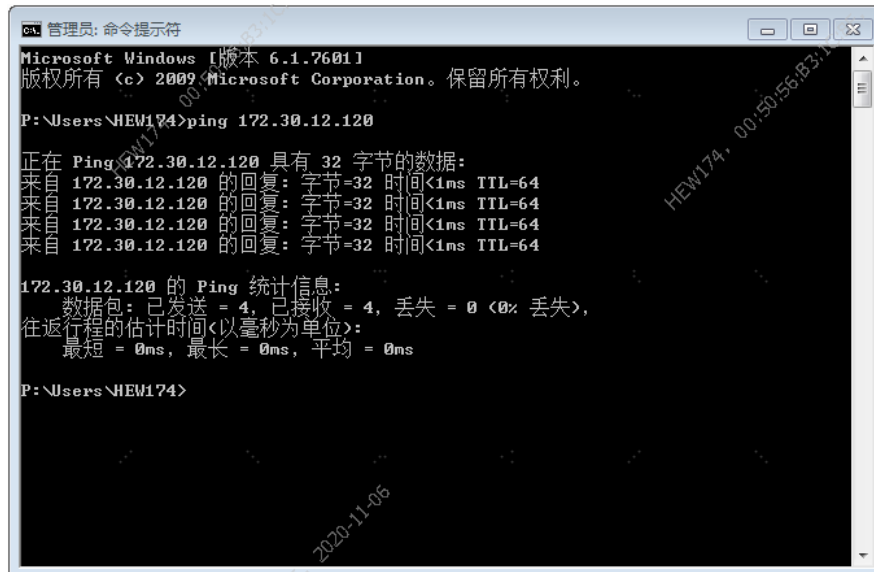 管理员: 命令提示符
Microsoft Windows [版本 6.1.7601]
版权所有 (c) 2009 Microsoft Corporation。保留所有权利。
P:\Users\HEW174>ping 172.30.12.120
正在 Ping 172.30.12.120 具有 32 字节的数据:
来自 172.30.12.120 的回复: 字节=32 时间<1ms TTL=64
来自 172.30.12.120 的回复: 字节=32 时间<1ms TTL=64
来自 172.30.12.120 的回复: 字节=32 时间<1ms TTL=64
来自 172.30.12.120 的回复: 字节=32 时间<1ms TTL=64
172.30.12.120 的 Ping 统计信息:
数据包: 已发送 = 4, 已接收 = 4, 丢失 = 0 (0% 丢失),
往返行程的估计时间(以毫秒为单位):
最短 = 0ms, 最长 = 0ms, 平均 = 0ms
P:\Users\HEW174>
HEW174, 00:50:56:B3:
HEW174, 00:50:56:B3:
2020-11-06